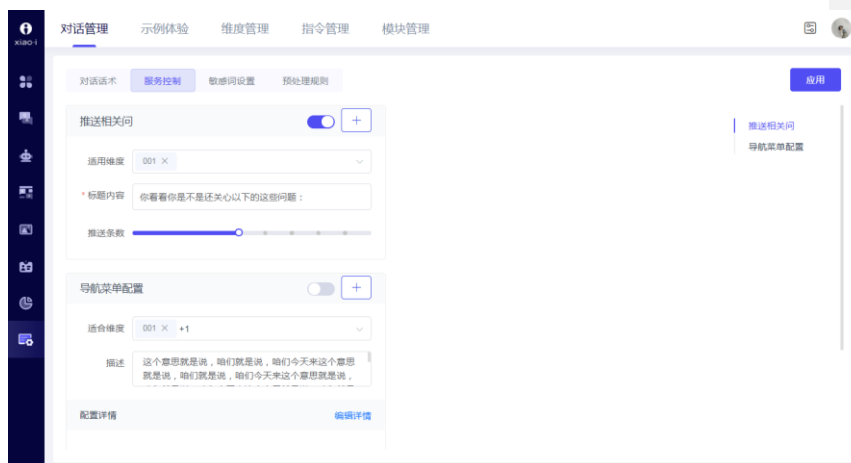 xiao·i
对话管理 示例体验 维度管理 指令管理 模块管理
对话话术 服务控制 敏感词设置 预处理规则 应用
推送相关问
适用维度 001 ×
* 标题内容 你看看你是不是还关心以下的这些问题：
推送条数
导航菜单配置
适合维度 001 × +1
描述 这个意思就是说，咱们就是说，咱们今天来这个意思
就是说，咱们就是说，咱们今天来这个意思就是说，
配置详情 编辑详情
推送相关问
导航菜单配置